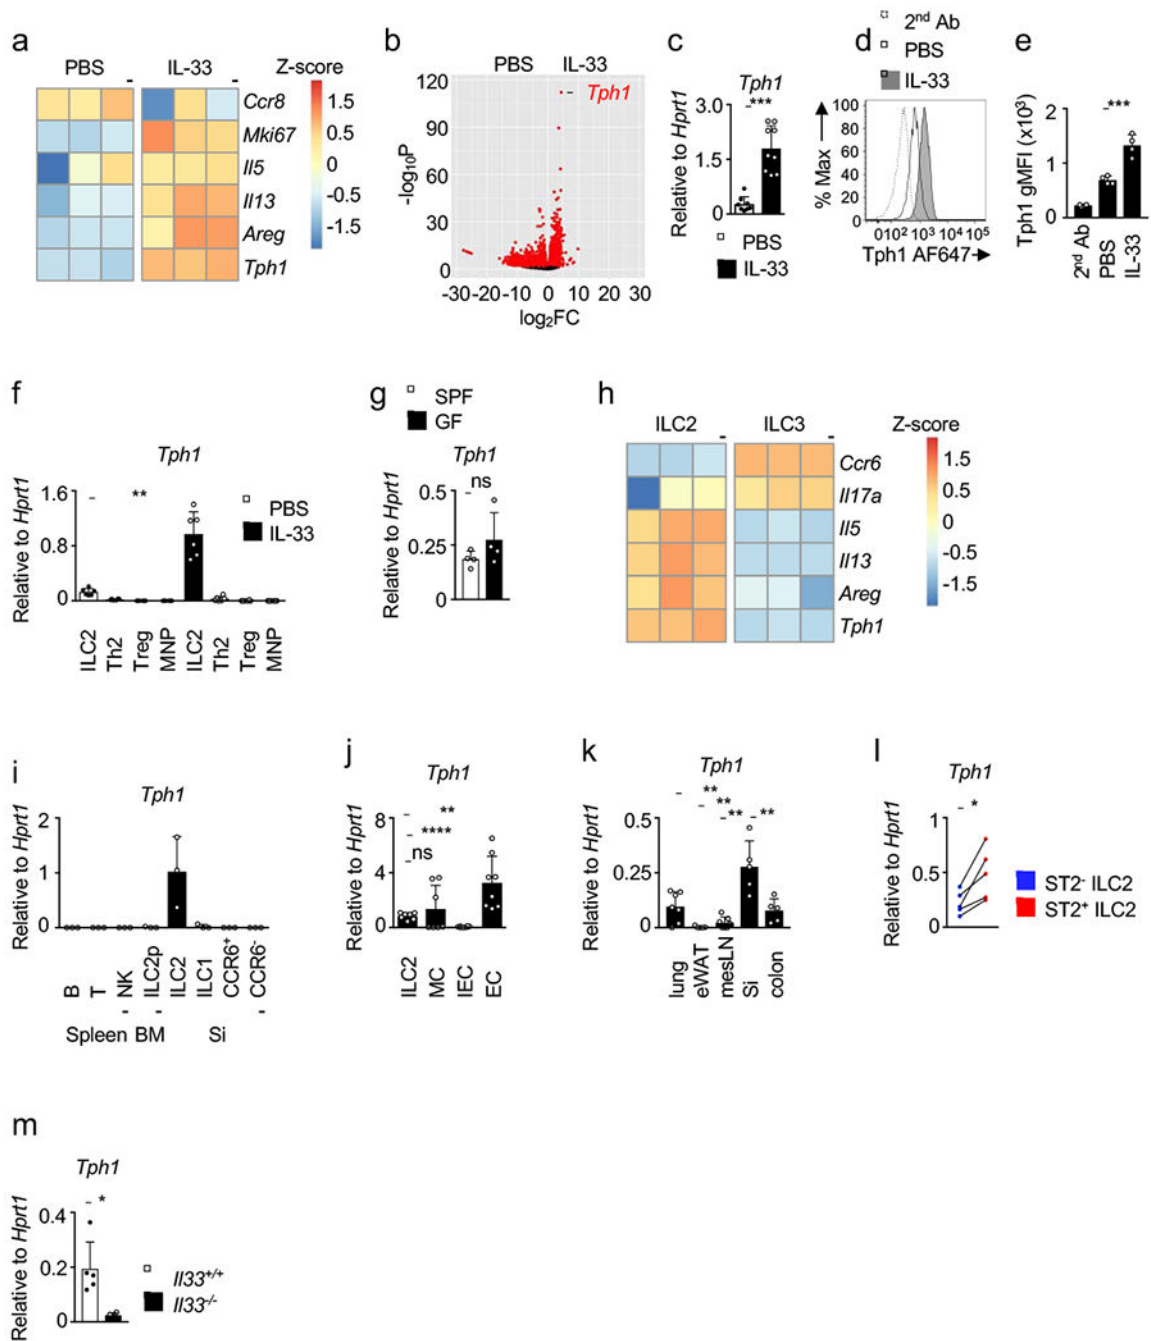 a
PBS
IL-33
Z-score
Ccr8
Mki67
Il5
Il13
Areg
Tph1
1.5
0.5
0
-0.5
-1.5
b
PBS IL-33
Tph1
-log10P
120
90
60
30
0
-30 -20 -10 0 10 20 30
log2FC
c
Tph1
***
Relative to Hprt1
3.0
1.5
0
PBS
IL-33
d
2nd Ab
PBS
IL-33
% Max
100
80
60
40
20
0
0 10² 10³ 10⁴ 10⁵
Tph1 AF647
e
***
Tph1 gMFI (x10³)
2
1
0
2nd Ab
PBS
IL-33
f
Tph1
**
Relative to Hprt1
1.6
0.8
0
PBS
IL-33
ILC2
Th2
Treg
MNP
ILC2
Th2
Treg
MNP
g
SPF
GF
Tph1
ns
Relative to Hprt1
0.5
0.25
0
h
ILC2
ILC3
Z-score
Ccr6
Il17a
Il5
Il13
Areg
Tph1
1.5
0.5
0
-0.5
-1.5
i
Tph1
Relative to Hprt1
2
1
0
B
T
NK
ILC2p
ILC2
ILC1
CCR6⁺
CCR6⁻
Spleen BM Si
j
Tph1
**
****
ns
Relative to Hprt1
8
4
0
ILC2
MC
IEC
EC
k
Tph1
**
**
** **
Relative to Hprt1
0.5
0.25
0
lung
eWAT
mesLN
Si
colon
l
Tph1
*
Relative to Hprt1
1
0.5
0
ST2⁻ ILC2
ST2⁺ ILC2
m
Tph1
*
Relative to Hprt1
0.4
0.2
0
Il33⁺/⁺
Il33⁻/⁻